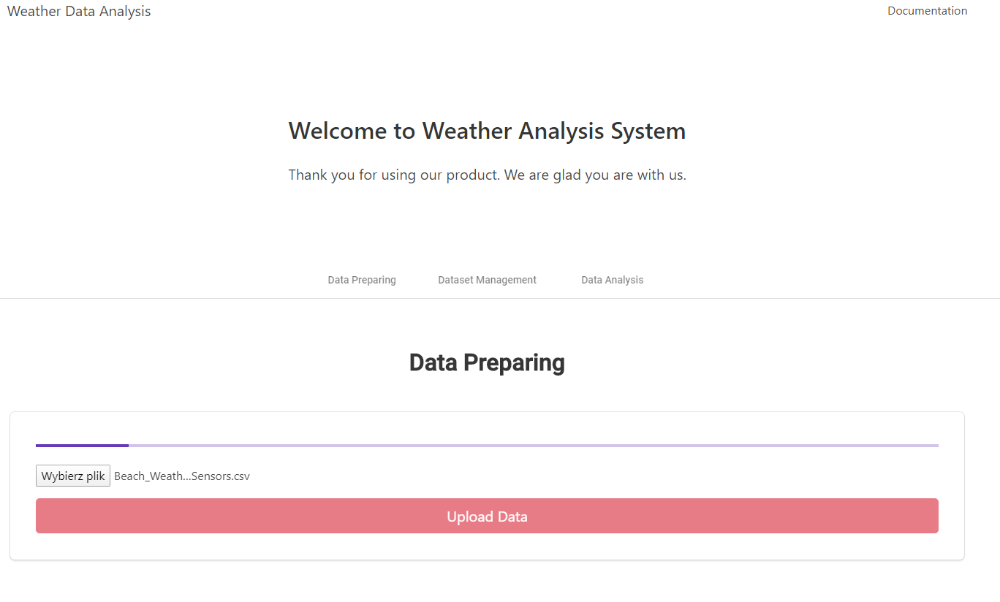 Weather Data Analysis
Documentation
Welcome to Weather Analysis System
Thank you for using our product. We are glad you are with us.
Data Preparing
Dataset Management
Data Analysis
Data Preparing
Wybierz plik Beach_Weath...Sensors.csv
Upload Data